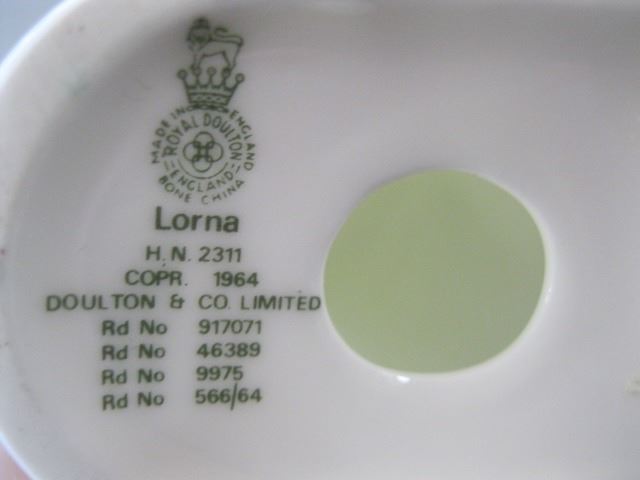 MADE IN ENGLAND
ROYAL DOULTON
ENGLAND
BONE CHINA
Lorna
H.N. 2311
COPR. 1964
DOULTON & CO. LIMITED
Rd No 917071
Rd No 46389
Rd No 9975
Rd No 566/64